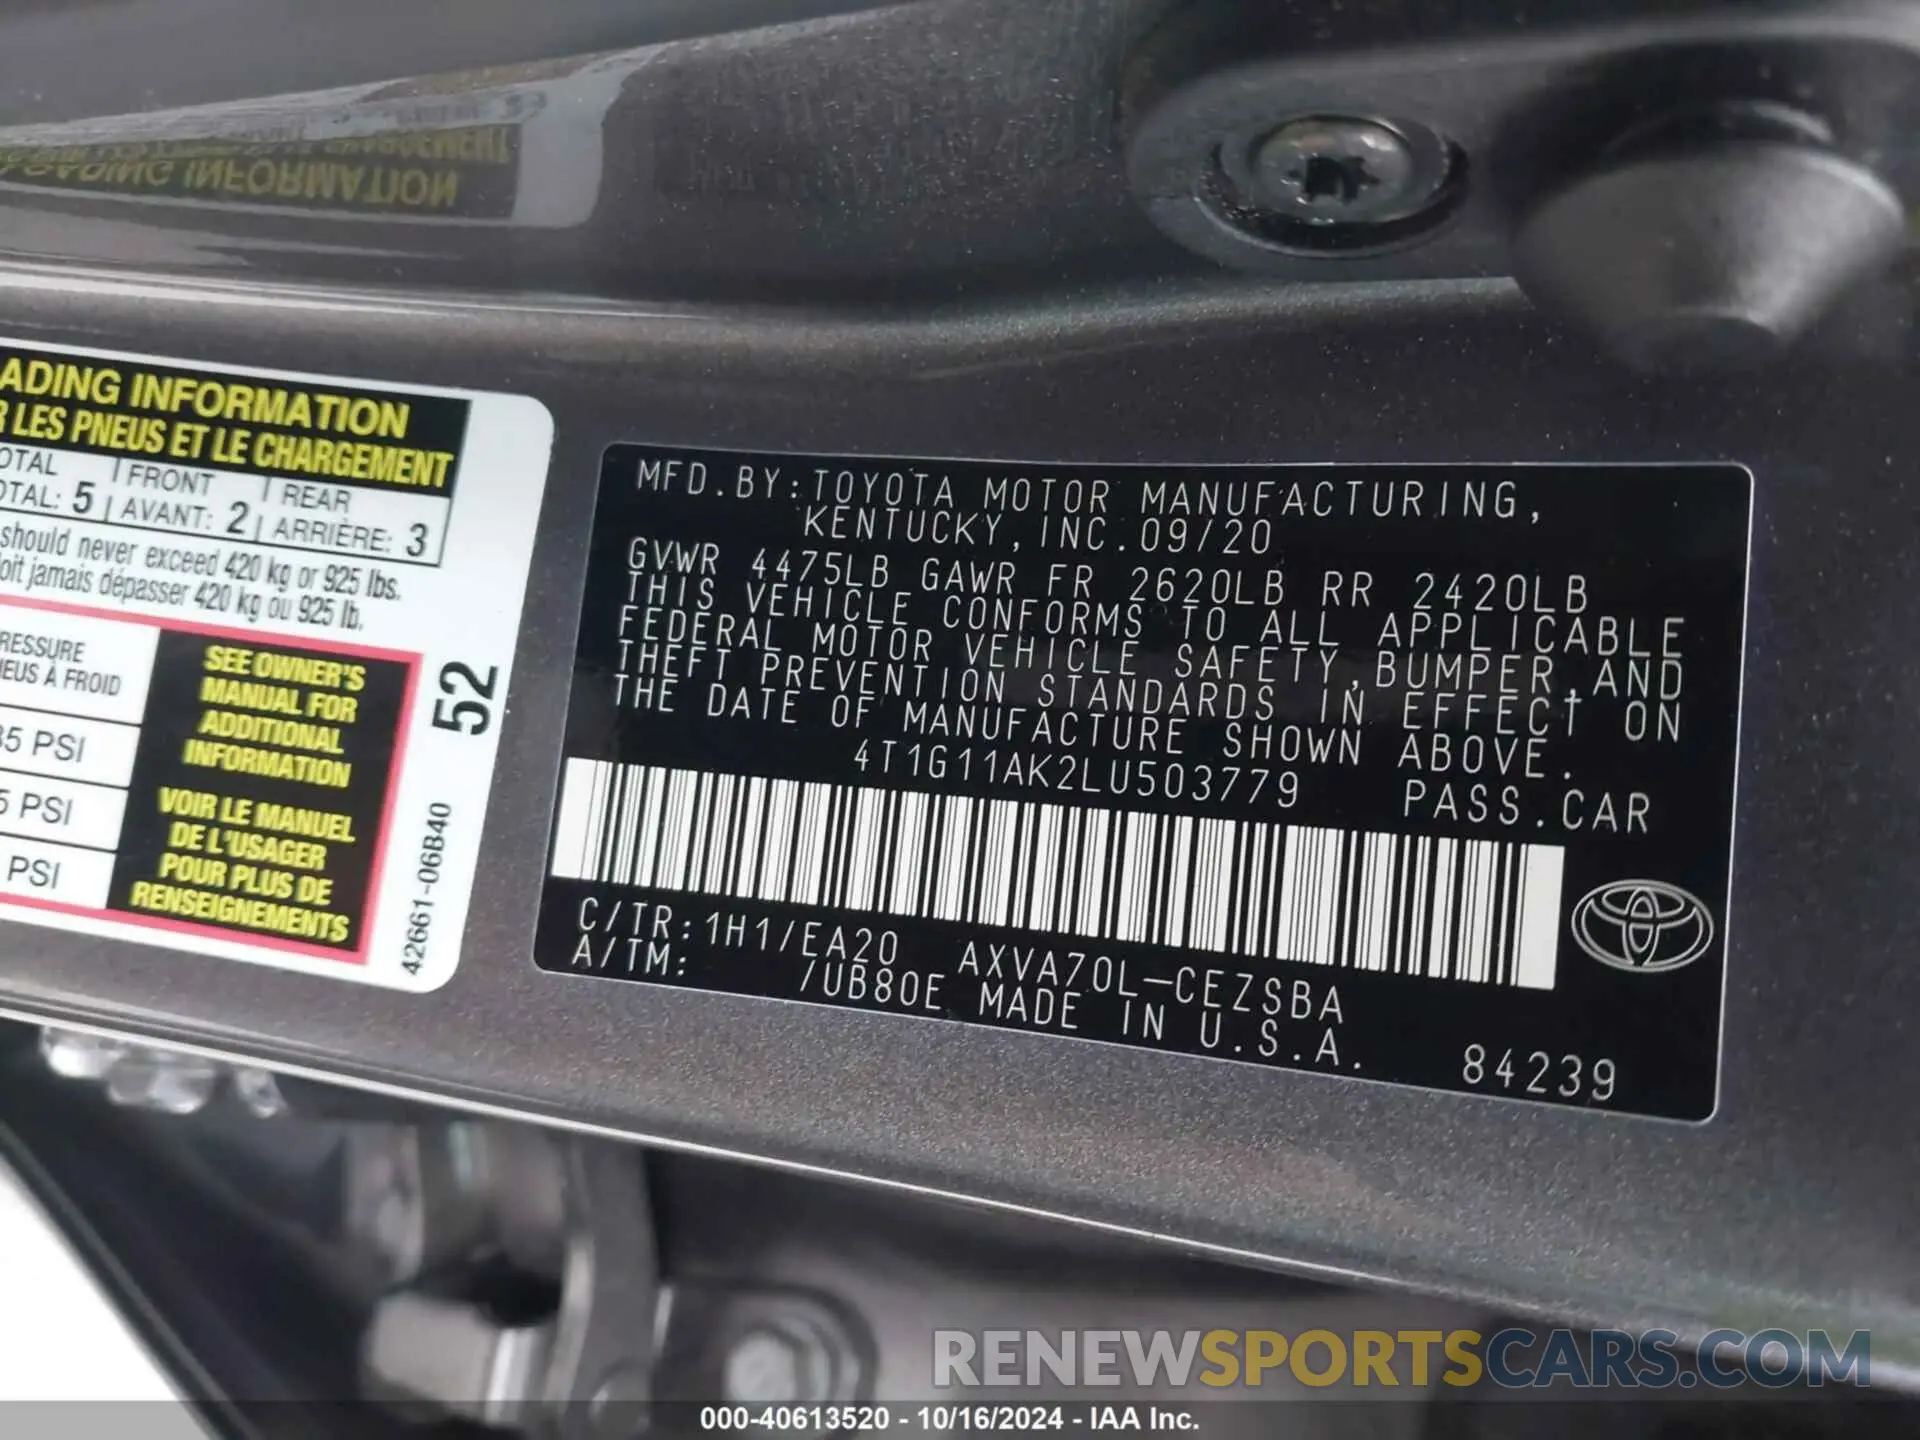 ADING INFORMATION
R LES PNEUS ET LE CHARGEMENT
OTAL FRONT REAR
OTAL: 5 AVANT: 2 ARRIÈRE: 3
should never exceed 420 kg or 925 lbs.
oit jamais dépasser 420 kg ou 925 lb.
RESSURE
EUS À FROID
35 PSI
5 PSI
PSI
SEE OWNER'S
MANUAL FOR
ADDITIONAL
INFORMATION
VOIR LE MANUEL
DE L'USAGER
POUR PLUS DE
RENSEIGNEMENTS
52
42661-06B40
MFD.BY:TOYOTA MOTOR MANUFACTURING,
KENTUCKY,INC.09/20
GVWR 4475LB GAWR FR 2620LB RR 2420LB
THIS VEHICLE CONFORMS TO ALL APPLICABLE
FEDERAL MOTOR VEHICLE SAFETY,BUMPER,AND
THEFT PREVENTION STANDARDS IN EFFECT ON
THE DATE OF MANUFACTURE SHOWN ABOVE.
4T1G11AK2LU503779 PASS.CAR
C/TR:1H1/EA20 AXVA70L-CEZSBA
A/TM: /UB80E MADE IN U.S.A.
84239
RENEWSPORTSCARS.COM
000-40613520 - 10/16/2024 - IAA Inc.